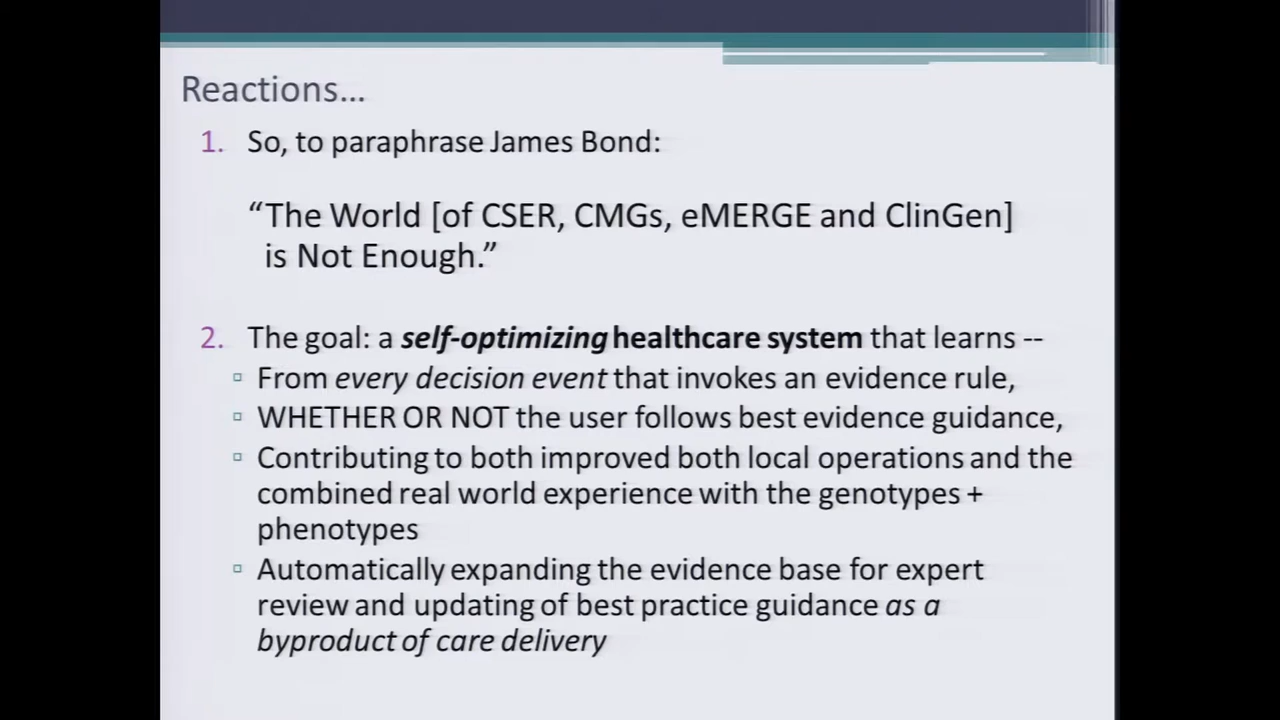 Reactions…
1. So, to paraphrase James Bond:
“The World [of CSER, CMGs, eMERGE and ClinGen]
is Not Enough.”
2. The goal: a self-optimizing healthcare system that learns --
From every decision event that invokes an evidence rule,
WHETHER OR NOT the user follows best evidence guidance,
Contributing to both improved both local operations and the
combined real world experience with the genotypes +
phenotypes
Automatically expanding the evidence base for expert
review and updating of best practice guidance as a
byproduct of care delivery